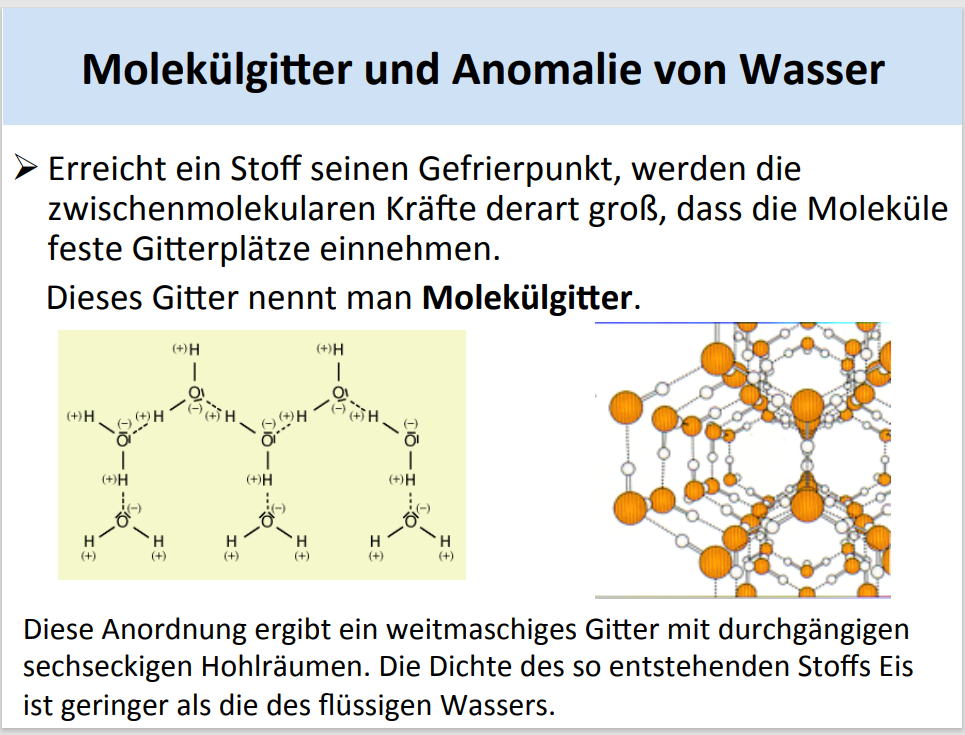 Molekülgitter und Anomalie von Wasser
➢ Erreicht ein Stoff seinen Gefrierpunkt, werden die
zwischenmolekularen Kräfte derart groß, dass die Moleküle
feste Gitterplätze einnehmen.
Dieses Gitter nennt man Molekülgitter.
(+)H (+)H
O O
(+)H (+)H (−) (+)H (+)H (−) (+)H
(−) (−) (−)
O O O
(+)H (+)H (+)H
(−) (−) (−)
O O O
H H H H H H
(+) (+) (+) (+) (+) (+)
Diese Anordnung ergibt ein weitmaschiges Gitter mit durchgängigen
sechseckigen Hohlräumen. Die Dichte des so entstehenden Stoffs Eis
ist geringer als die des flüssigen Wassers.